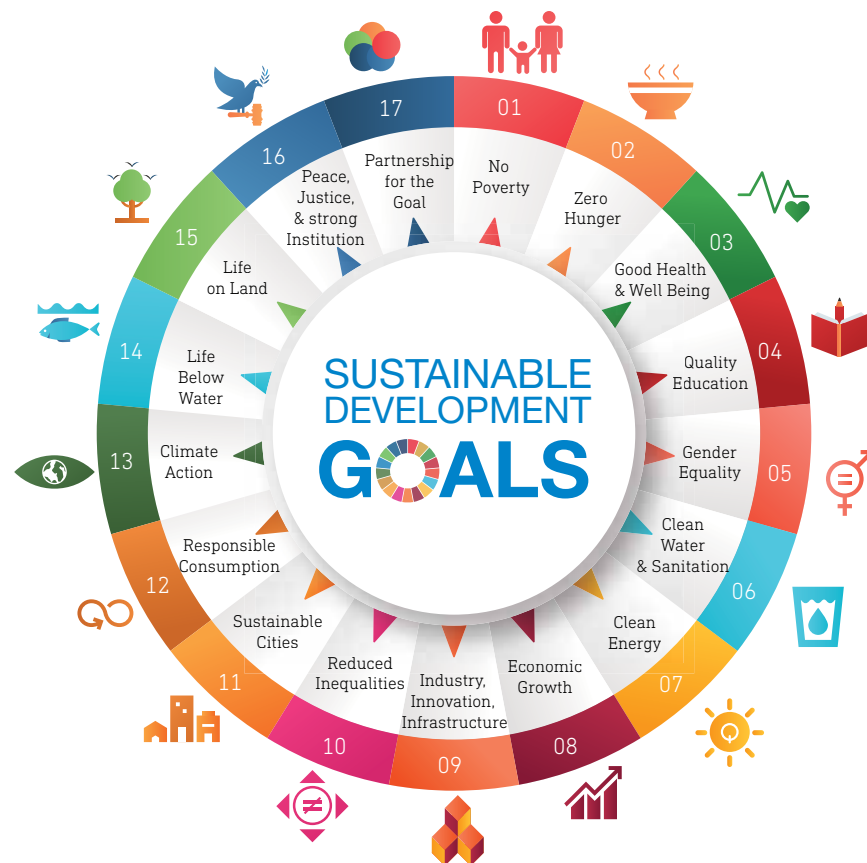 SUSTAINABLE
DEVELOPMENT
GOALS
01
No
Poverty
02
Zero
Hunger
03
Good Health
& Well Being
04
Quality
Education
05
Gender
Equality
06
Clean
Water
& Sanitation
07
Clean
Energy
08
Economic
Growth
09
Industry,
Innovation,
Infrastructure
10
Reduced
Inequalities
11
Sustainable
Cities
12
Responsible
Consumption
13
Climate
Action
14
Life
Below
Water
15
Life
on Land
16
Peace,
Justice,
& strong
Institution
17
Partnership
for the
Goal